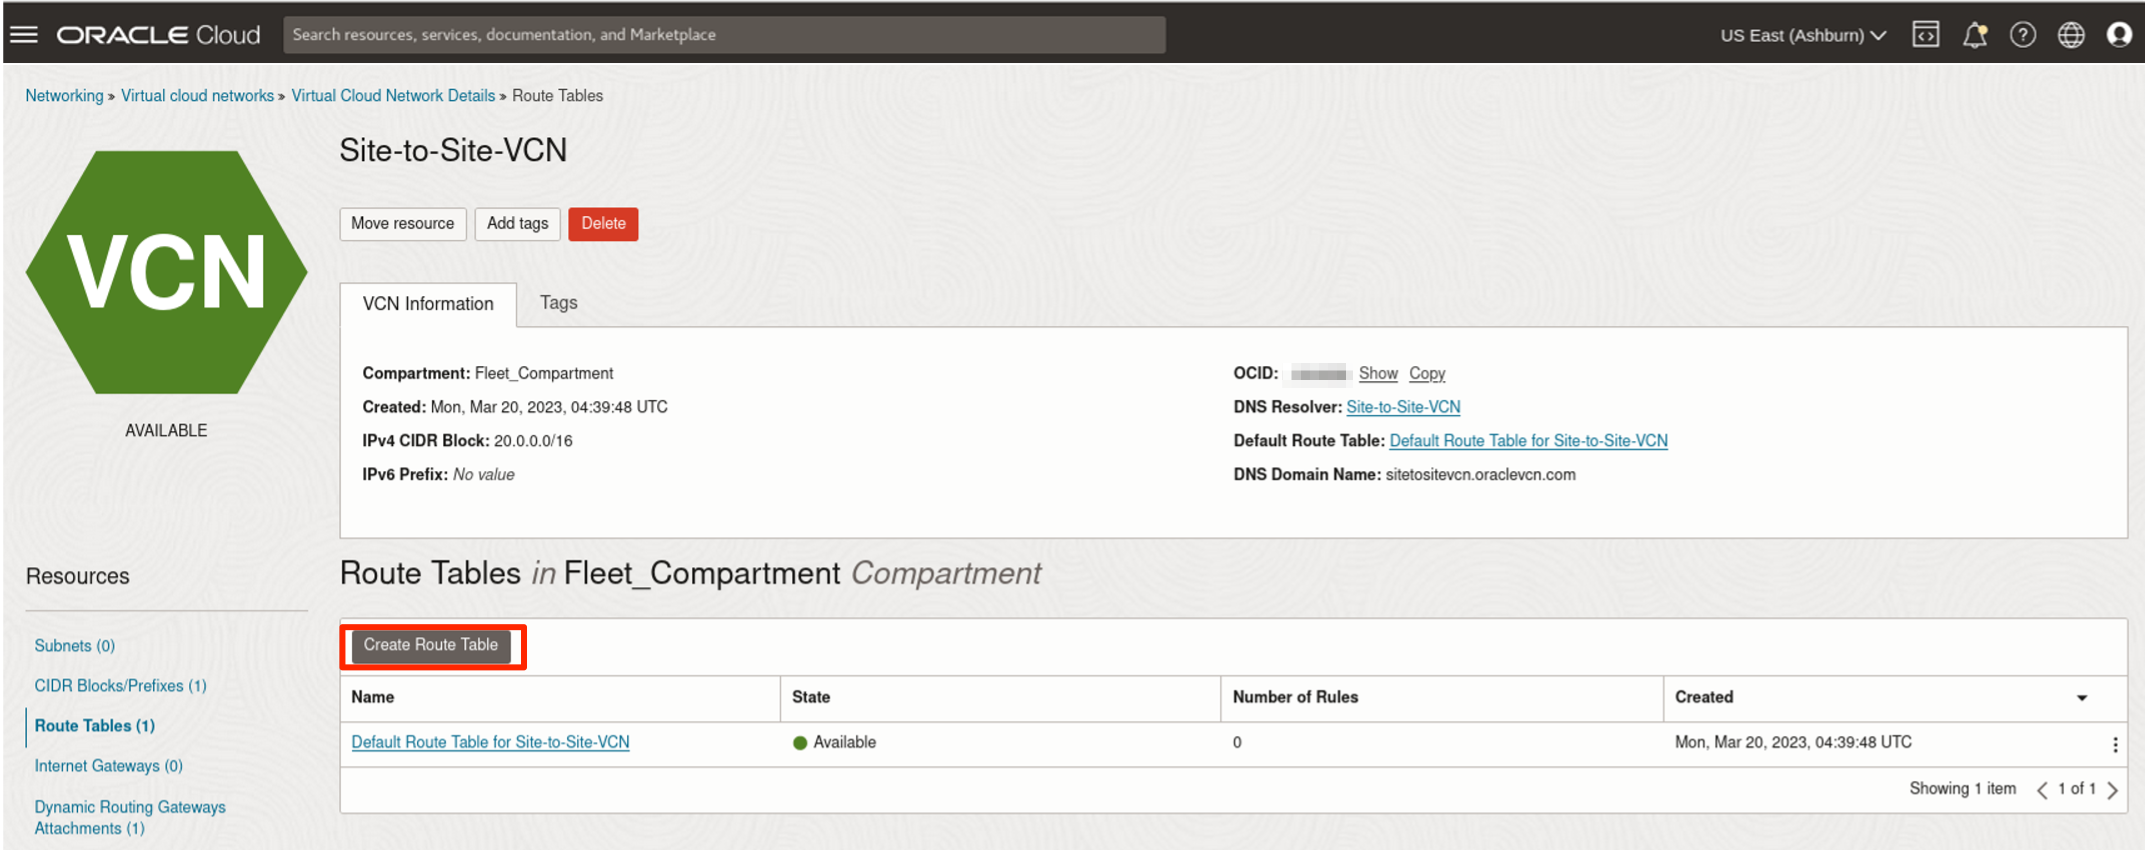 ORACLE Cloud
Search resources, services, documentation, and Marketplace
US East (Ashburn)
Networking » Virtual cloud networks » Virtual Cloud Network Details » Route Tables
VCN
AVAILABLE
Site-to-Site-VCN
Move resource
Add tags
Delete
VCN Information
Tags
Compartment: Fleet_Compartment
Created: Mon, Mar 20, 2023, 04:39:48 UTC
IPv4 CIDR Block: 20.0.0.0/16
IPv6 Prefix: No value
OCID: Show Copy
DNS Resolver: Site-to-Site-VCN
Default Route Table: Default Route Table for Site-to-Site-VCN
DNS Domain Name: sitetositevcn.oraclevcn.com
Resources
Subnets (0)
CIDR Blocks/Prefixes (1)
Route Tables (1)
Internet Gateways (0)
Dynamic Routing Gateways
Attachments (1)
Route Tables in Fleet_Compartment Compartment
Create Route Table
Name State Number of Rules Created
Default Route Table for Site-to-Site-VCN Available 0 Mon, Mar 20, 2023, 04:39:48 UTC
Showing 1 item < 1 of 1 >